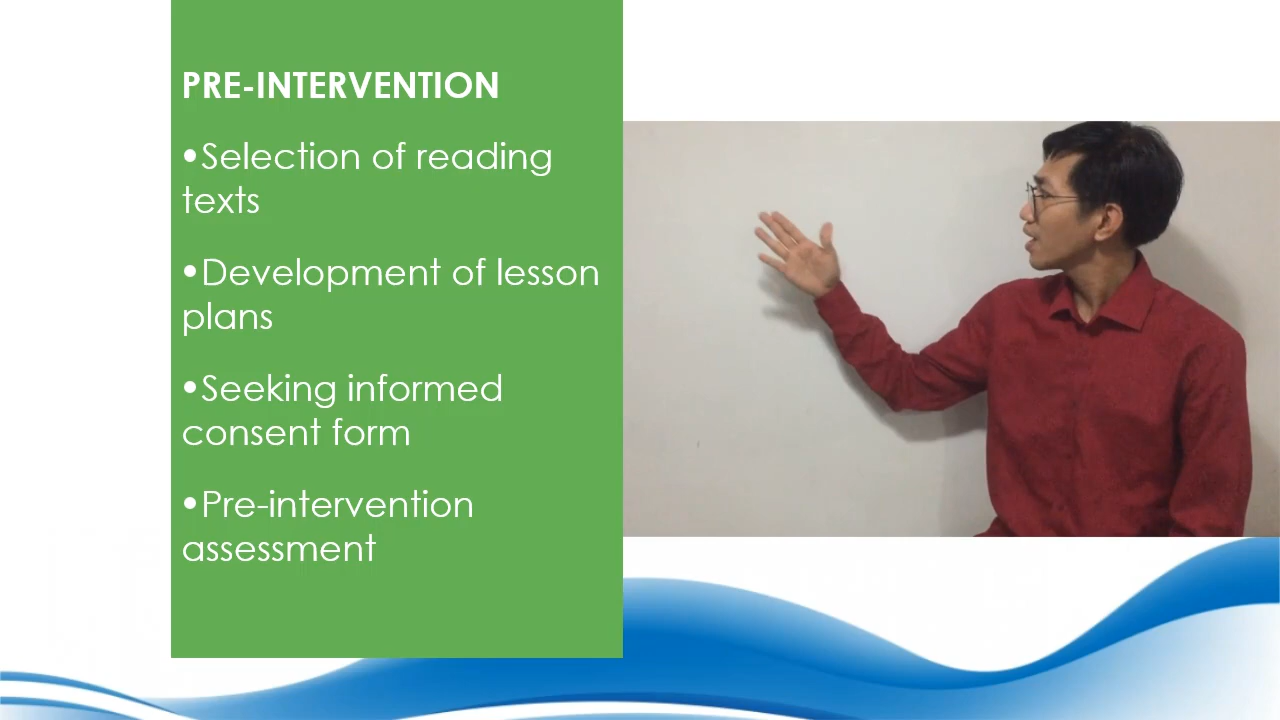 PRE-INTERVENTION
•Selection of reading
texts
•Development of lesson
plans
•Seeking informed
consent form
•Pre-intervention
assessment